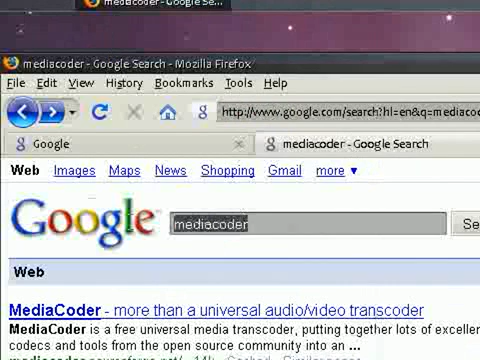 mediacoder - Google Se...
mediacoder - Google Search - Mozilla Firefox
File Edit View History Bookmarks Tools Help
http://www.google.com/search?hl=en&q=mediacod
Google mediacoder - Google Search
Web Images Maps News Shopping Gmail more ▼
Google mediacoder Se
Web
MediaCoder - more than a universal audio/video transcoder
MediaCoder is a free universal media transcoder, putting together lots of excellen
codecs and tools from the open source community into an ...